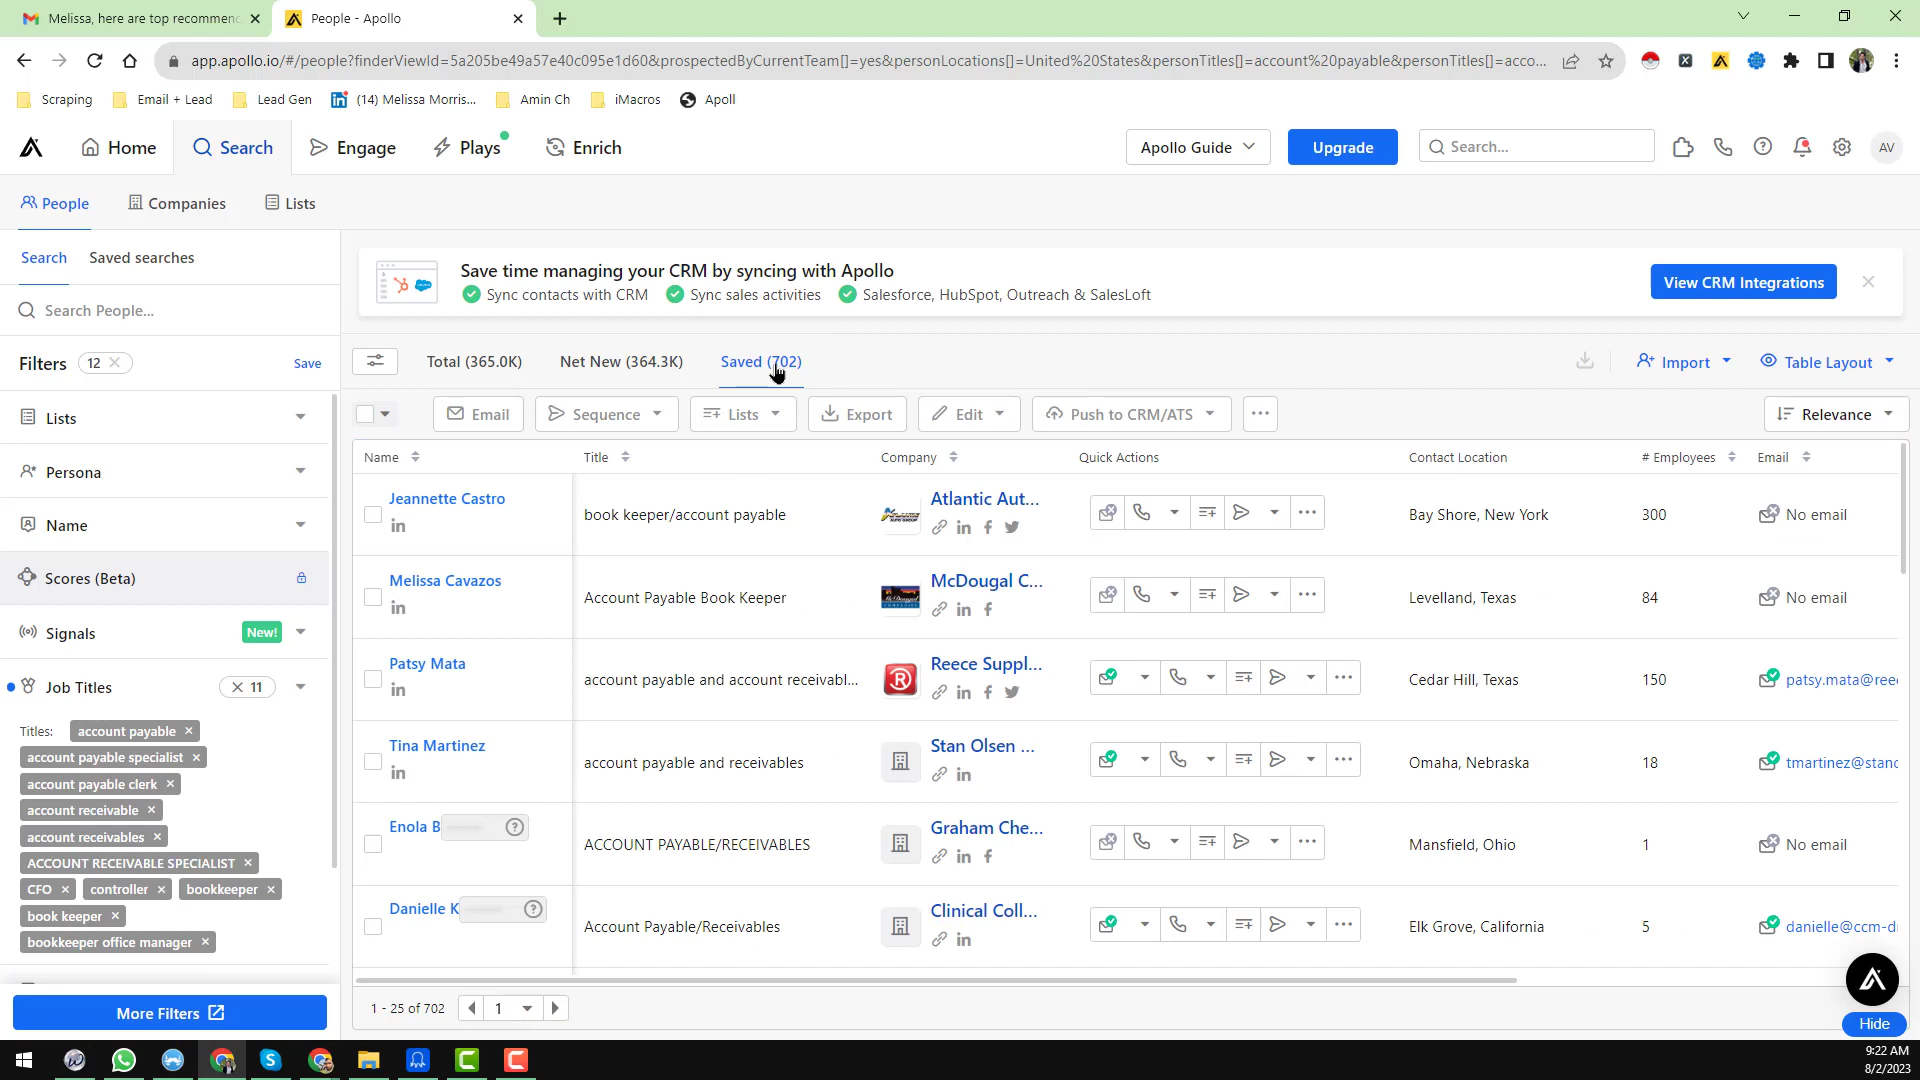 Melissa, here are top recommen
People - Apollo
app.apollo.io/#/people?finderViewId=5a205be49a57e40c095e1d60&prospectedByCurrentTeam[]=yes&personLocations[]=United%20States&personTitles[]=account%20payable&personTitles[]=acco...
Scraping
Email + Lead
Lead Gen
(14) Melissa Morris...
Amin Ch
iMacros
Apoll
Home
Search
Engage
Plays
Enrich
Apollo Guide
Upgrade
Search...
AV
People
Companies
Lists
Search
Saved searches
Search People...
Filters
12
Save
Lists
Persona
Name
Scores (Beta)
Signals
New!
Job Titles
11
Titles:
account payable
account payable specialist
account payable clerk
account receivable
account receivables
ACCOUNT RECEIVABLE SPECIALIST
CFO
controller
bookkeeper
book keeper
bookkeeper office manager
More Filters
Save time managing your CRM by syncing with Apollo
Sync contacts with CRM
Sync sales activities
Salesforce, HubSpot, Outreach & SalesLoft
View CRM Integrations
Total (365.0K)
Net New (364.3K)
Saved (702)
Import
Table Layout
Email
Sequence
Lists
Export
Edit
Push to CRM/ATS
Relevance
Name
Title
Company
Quick Actions
Contact Location
# Employees
Email
Jeannette Castro
book keeper/account payable
Atlantic Aut...
Bay Shore, New York
300
No email
Melissa Cavazos
Account Payable Book Keeper
McDougal C...
Levelland, Texas
84
No email
Patsy Mata
account payable and account receivabl...
Reece Suppl...
Cedar Hill, Texas
150
patsy.mata@reec
Tina Martinez
account payable and receivables
Stan Olsen ...
Omaha, Nebraska
18
tmartinez@stanc
Enola B
ACCOUNT PAYABLE/RECEIVABLES
Graham Che...
Mansfield, Ohio
1
No email
Danielle K
Account Payable/Receivables
Clinical Coll...
Elk Grove, California
5
danielle@ccm-d
1 - 25 of 702
1
Hide
9:22 AM
8/2/2023